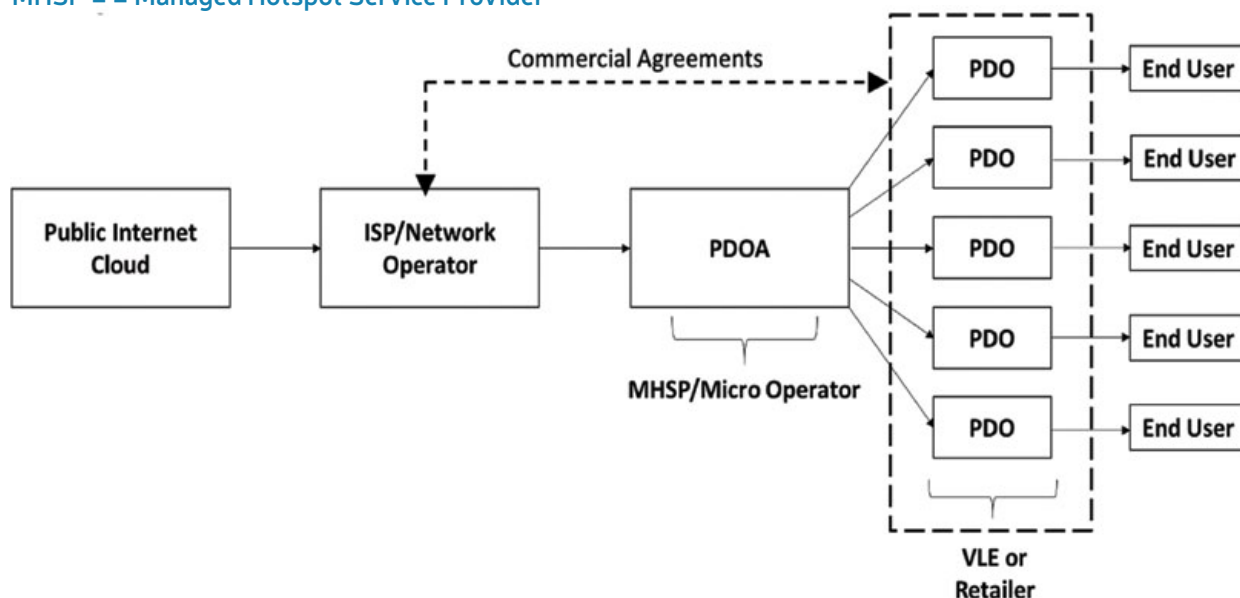 MHSP = = Managed Hotspot Service Provider
Commercial Agreements
Public Internet
Cloud
ISP/Network
Operator
PDOA
MHSP/Micro Operator
PDO
End User
PDO
End User
PDO
End User
PDO
End User
PDO
End User
VLE or
Retailer